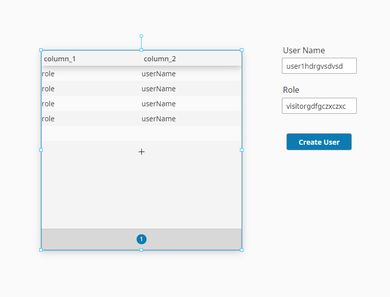 column_1 column_2
role userName
role userName
role userName
role userName
1
User Name
user1hdrgvsdvsd
Role
visitorgdfgczxczxc
Create User